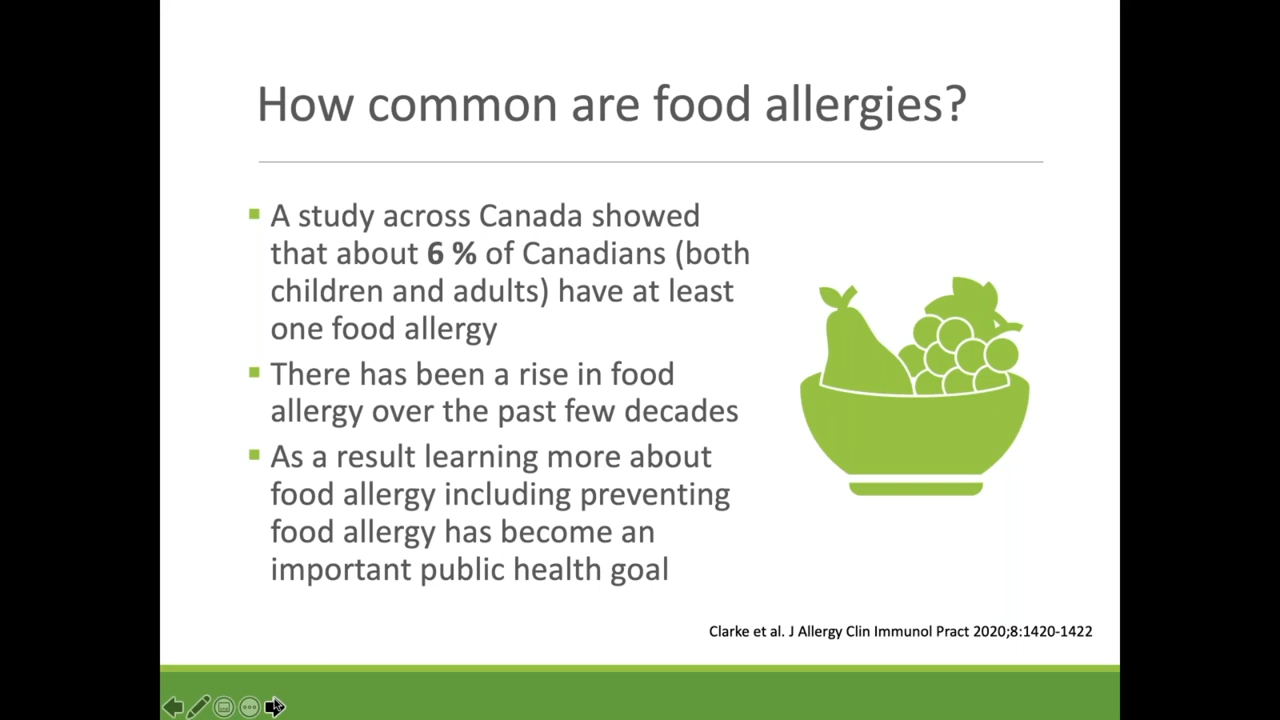 How common are food allergies?
▪ A study across Canada showed
that about 6 % of Canadians (both
children and adults) have at least
one food allergy
▪ There has been a rise in food
allergy over the past few decades
▪ As a result learning more about
food allergy including preventing
food allergy has become an
important public health goal
Clarke et al. J Allergy Clin Immunol Pract 2020;8:1420-1422